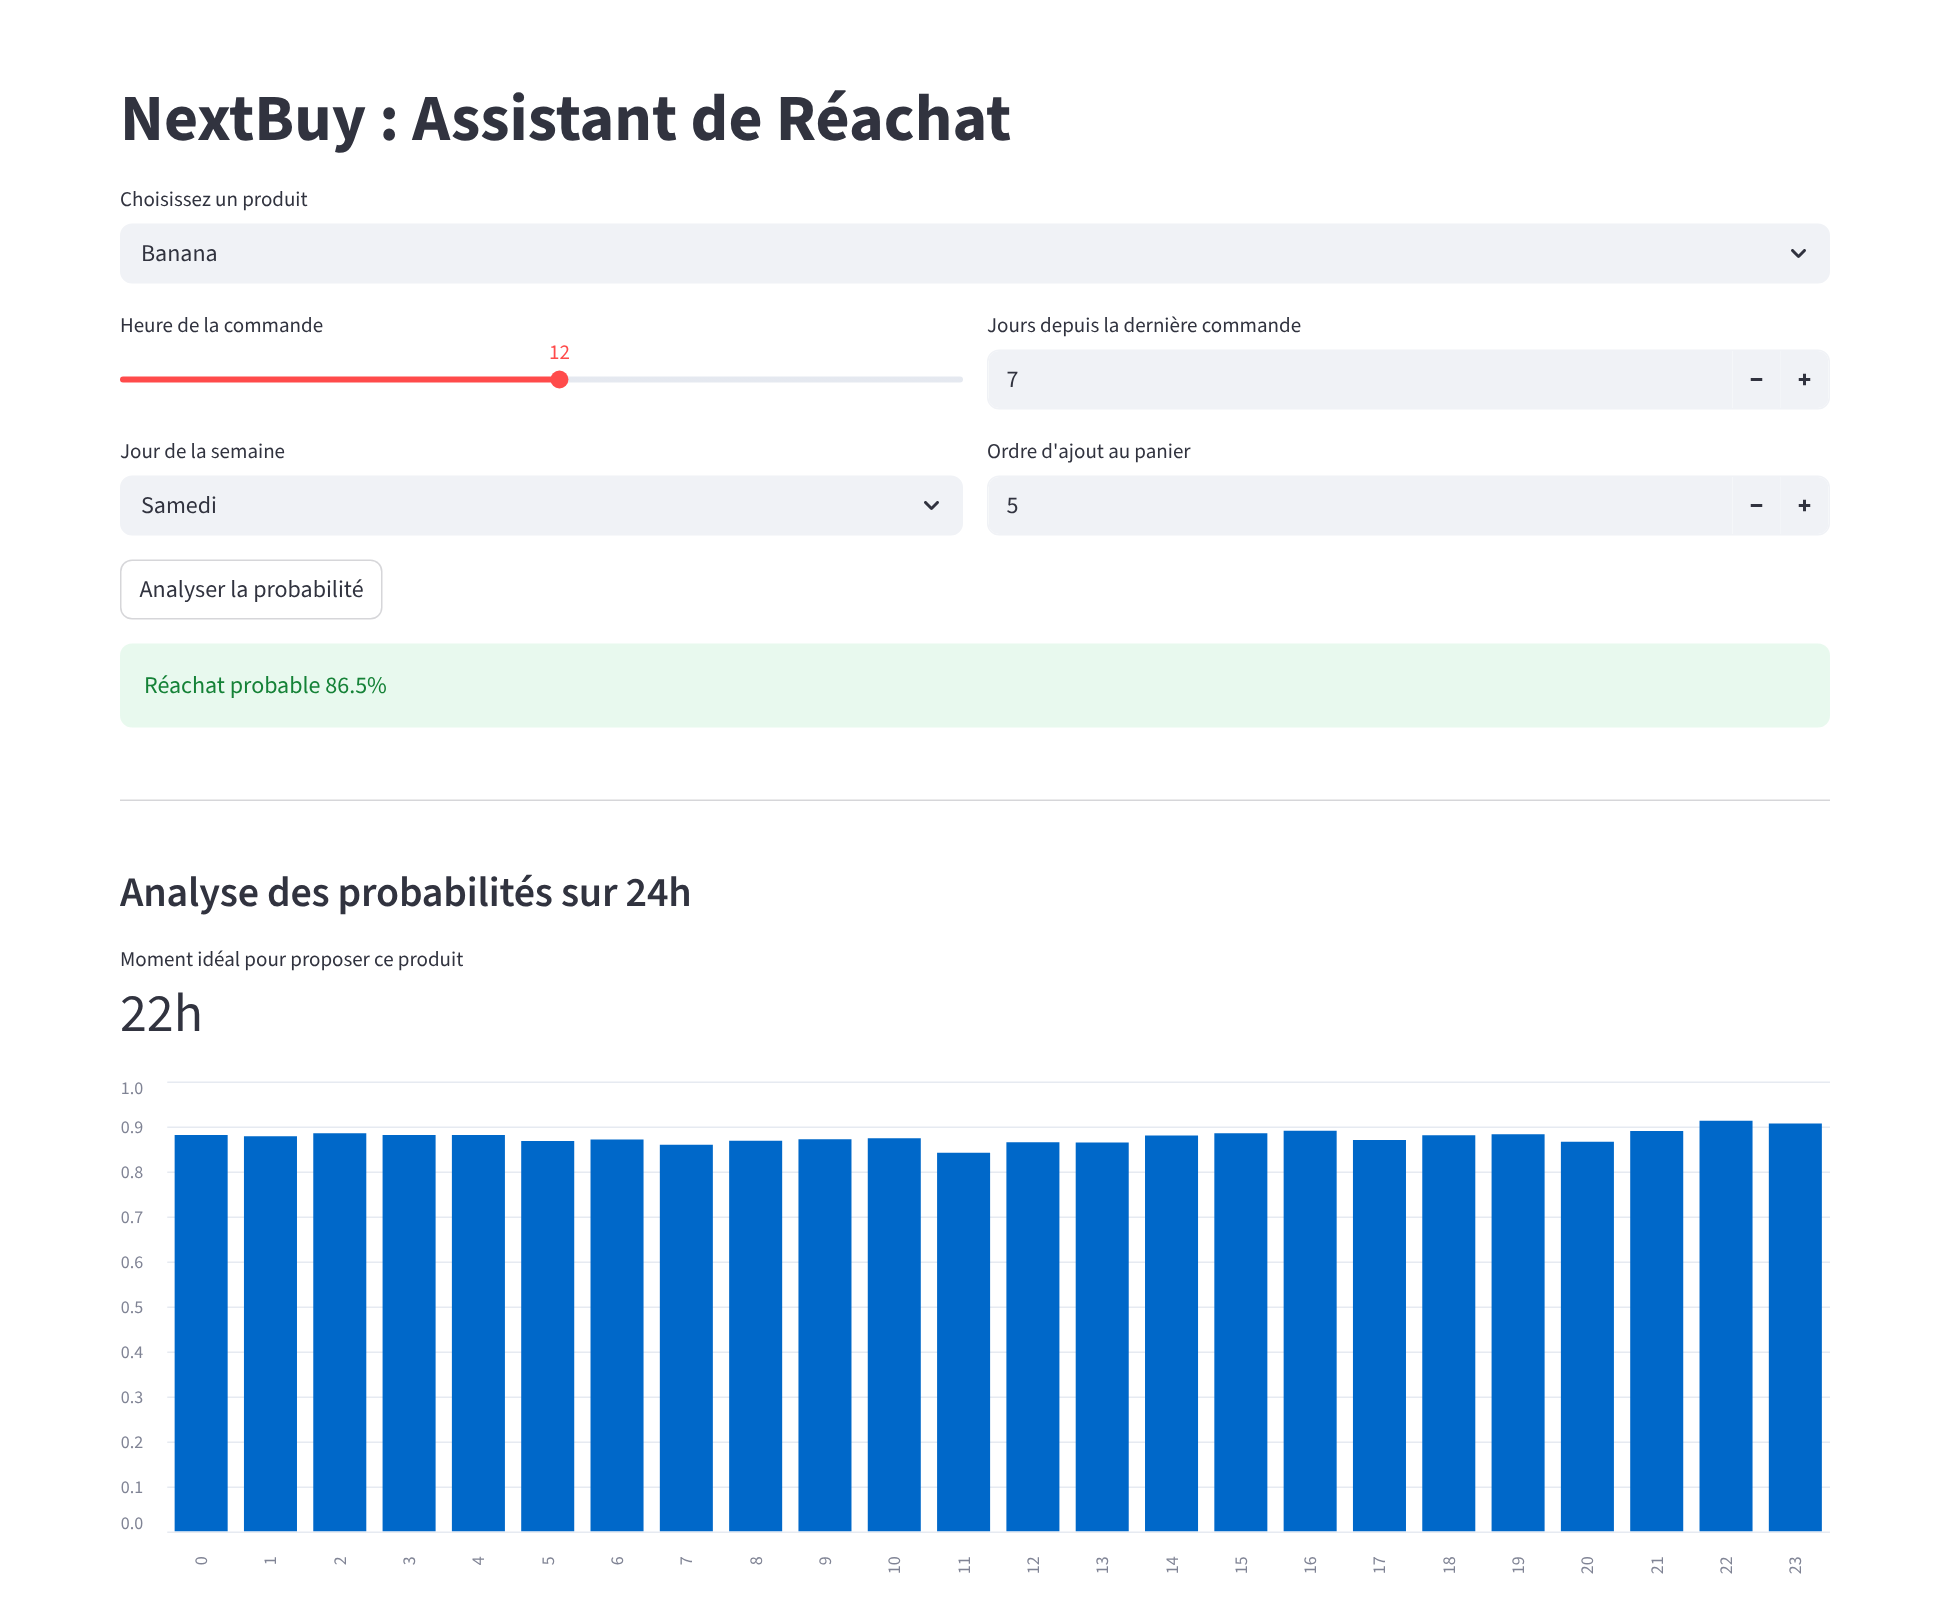 NextBuy : Assistant de Réachat
Choisissez un produit
Banana
Heure de la commande
12
Jours depuis la dernière commande
7
Jour de la semaine
Samedi
Ordre d'ajout au panier
5
Analyser la probabilité
Réachat probable 86.5%
Analyse des probabilités sur 24h
Moment idéal pour proposer ce produit
22h
1.0
0.9
0.8
0.7
0.6
0.5
0.4
0.3
0.2
0.1
0.0
0 1 2 3 4 5 6 7 8 9 10 11 12 13 14 15 16 17 18 19 20 21 22 23